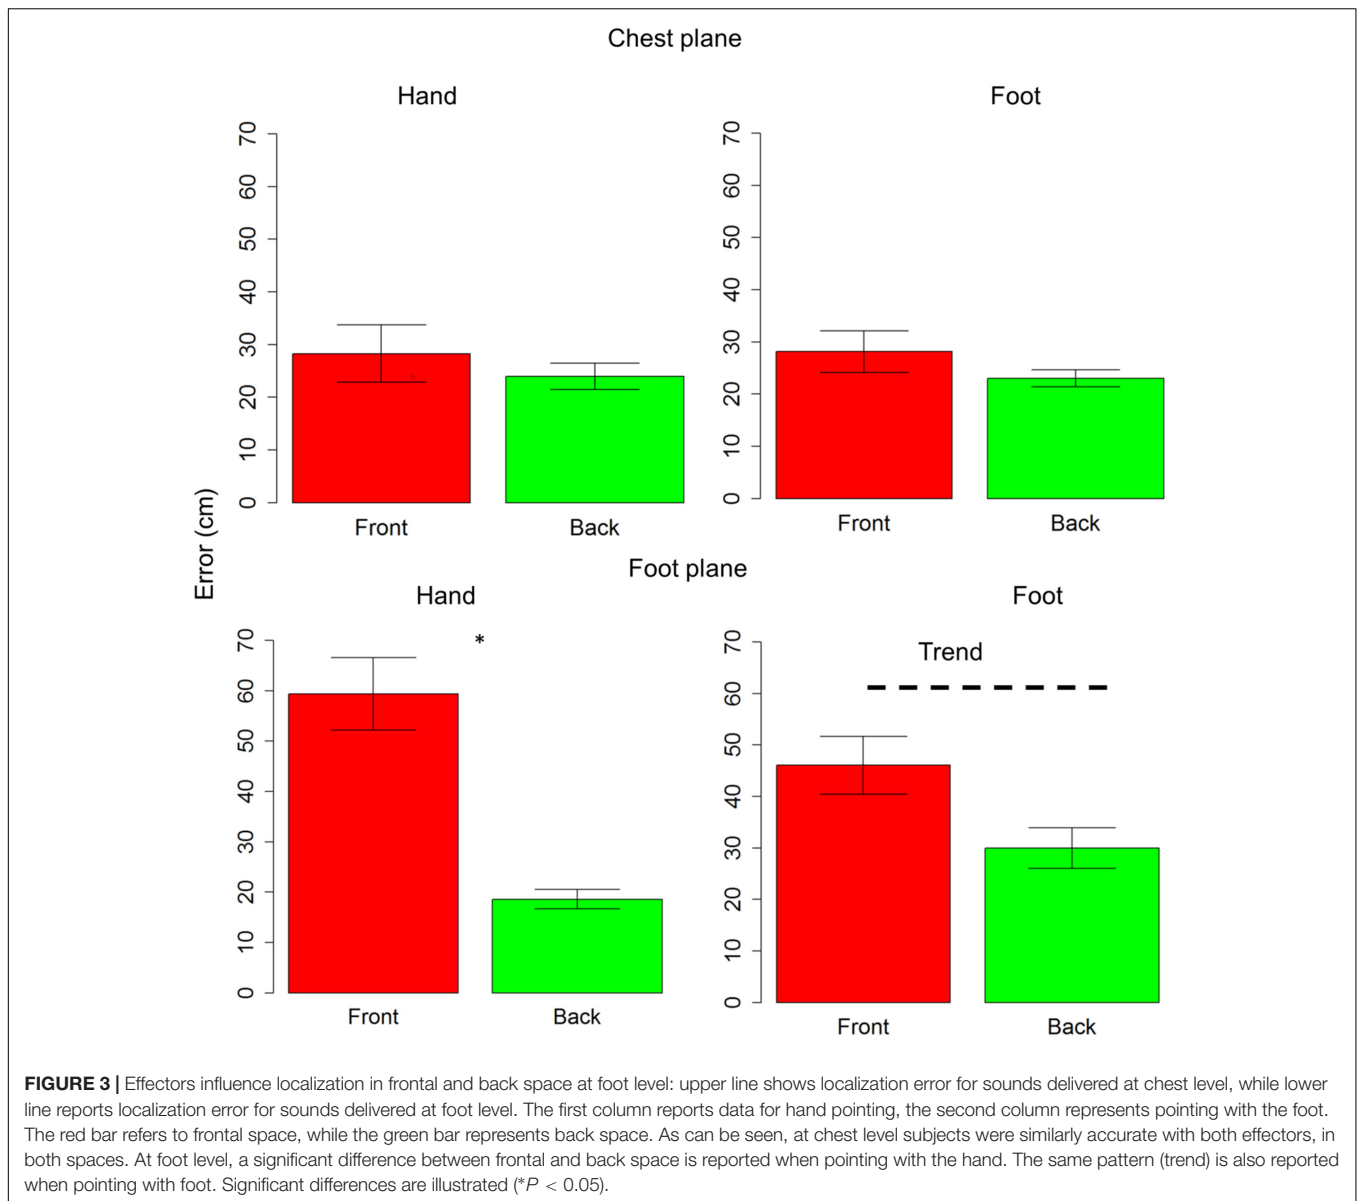 Chest plane
Hand
Foot
70
60
50
40
30
20
10
0
Front
Back
70
60
50
40
30
20
10
0
Front
Back
Error (cm)
Foot plane
Hand
Foot
70
60
50
40
30
20
10
0
*
Front
Back
70
60
50
40
30
20
10
0
Trend
Front
Back
FIGURE 3 | Effectors influence localization in frontal and back space at foot level: upper line shows localization error for sounds delivered at chest level, while lower
line reports localization error for sounds delivered at foot level. The first column reports data for hand pointing, the second column represents pointing with the foot.
The red bar refers to frontal space, while the green bar represents back space. As can be seen, at chest level subjects were similarly accurate with both effectors, in
both spaces. At foot level, a significant difference between frontal and back space is reported when pointing with the hand. The same pattern (trend) is also reported
when pointing with foot. Significant differences are illustrated (*P < 0.05).